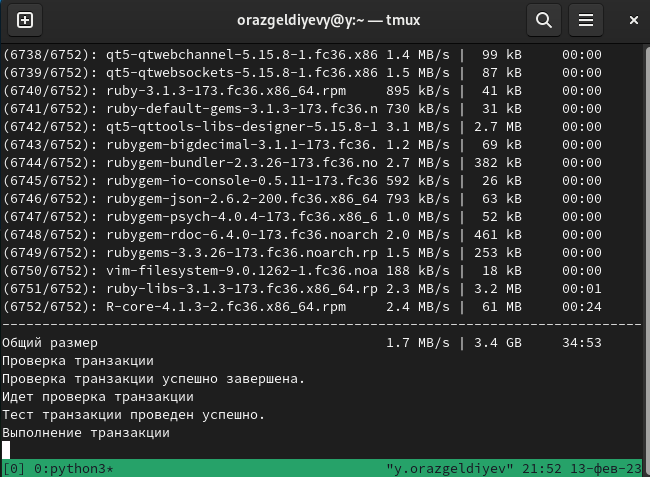 orazgeldiyevy@y:~ — tmux
(6738/6752): qt5-qtwebchannel-5.15.8-1.fc36.x86 1.4 MB/s |  99 kB     00:00
(6739/6752): qt5-qtwebsockets-5.15.8-1.fc36.x86 1.5 MB/s |  87 kB     00:00
(6740/6752): ruby-3.1.3-173.fc36.x86_64.rpm     895 kB/s |  41 kB     00:00
(6741/6752): ruby-default-gems-3.1.3-173.fc36.n 730 kB/s |  31 kB     00:00
(6742/6752): qt5-qttools-libs-designer-5.15.8-1 3.1 MB/s | 2.7 MB     00:00
(6743/6752): rubygem-bigdecimal-3.1.1-173.fc36. 1.2 MB/s |  69 kB     00:00
(6744/6752): rubygem-bundler-2.3.26-173.fc36.no 2.7 MB/s | 382 kB     00:00
(6745/6752): rubygem-io-console-0.5.11-173.fc36 592 kB/s |  26 kB     00:00
(6746/6752): rubygem-json-2.6.2-200.fc36.x86_64 793 kB/s |  63 kB     00:00
(6747/6752): rubygem-psych-4.0.4-173.fc36.x86_6 1.0 MB/s |  52 kB     00:00
(6748/6752): rubygem-rdoc-6.4.0-173.fc36.noarch 2.0 MB/s | 461 kB     00:00
(6749/6752): rubygems-3.3.26-173.fc36.noarch.rp 1.5 MB/s | 253 kB     00:00
(6750/6752): vim-filesystem-9.0.1262-1.fc36.noa 188 kB/s |  18 kB     00:00
(6751/6752): ruby-libs-3.1.3-173.fc36.x86_64.rp 2.3 MB/s | 3.2 MB     00:01
(6752/6752): R-core-4.1.3-2.fc36.x86_64.rpm     2.4 MB/s |  61 MB     00:24
--------------------------------------------------------------------------------
Общий размер                                    1.7 MB/s | 3.4 GB     34:53
Проверка транзакции
Проверка транзакции успешно завершена.
Идет проверка транзакции
Тест транзакции проведен успешно.
Выполнение транзакции
[0] 0:python3*                                  "y.orazgeldiyev" 21:52 13-фев-23